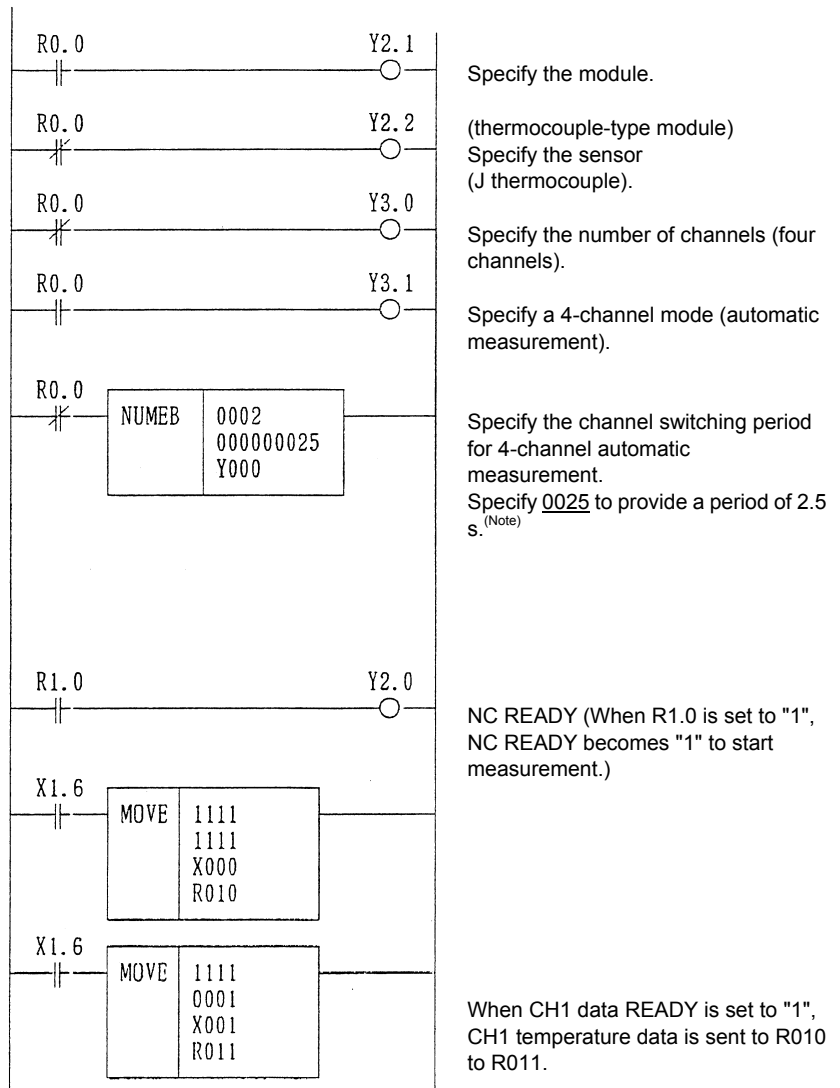 R0.0 Y2.1
Specify the module.
R0.0 Y2.2
(thermocouple-type module)
Specify the sensor
(J thermocouple).
R0.0 Y3.0
Specify the number of channels (four
channels).
R0.0 Y3.1
Specify a 4-channel mode (automatic
measurement).
R0.0
NUMEB 0002
000000025
Y000
Specify the channel switching period
for 4-channel automatic
measurement.
Specify 0025 to provide a period of 2.5
s.(Note)
R1.0 Y2.0
NC READY (When R1.0 is set to "1",
NC READY becomes "1" to start
measurement.)
X1.6
MOVE 1111
1111
X000
R010
X1.6
MOVE 1111
0001
X001
R011
When CH1 data READY is set to "1",
CH1 temperature data is sent to R010
to R011.